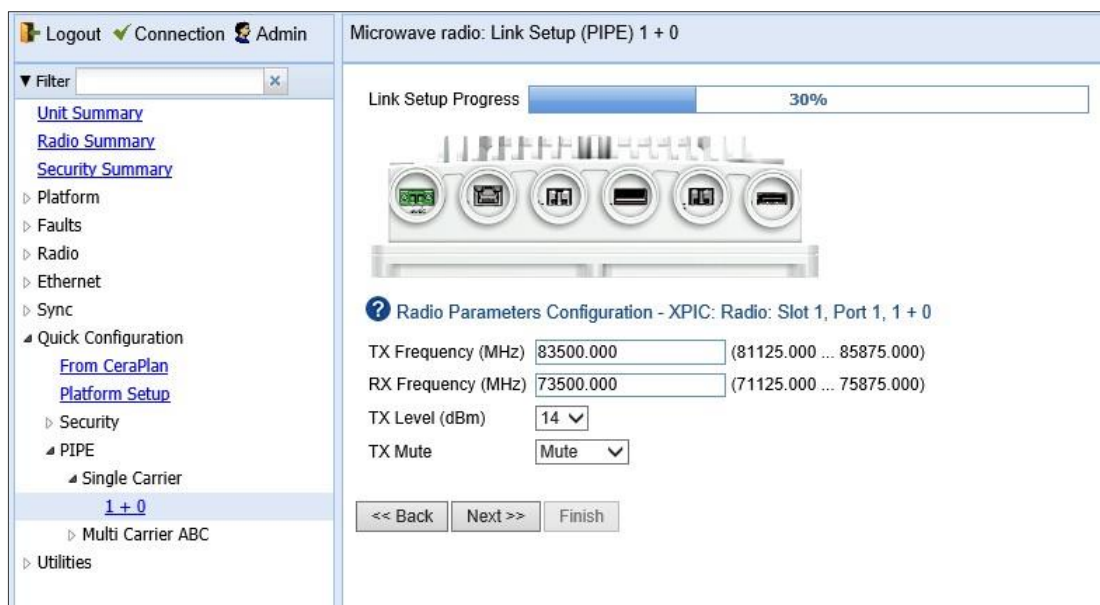 Logout Connection Admin
Microwave radio: Link Setup (PIPE) 1 + 0
▼ Filter
Unit Summary
Radio Summary
Security Summary
Platform
Faults
Radio
Ethernet
Sync
Quick Configuration
From CeraPlan
Platform Setup
Security
PIPE
Single Carrier
1 + 0
Multi Carrier ABC
Utilities
Link Setup Progress 30%
Radio Parameters Configuration - XPIC: Radio: Slot 1, Port 1, 1 + 0
TX Frequency (MHz) 83500.000 (81125.000 ... 85875.000)
RX Frequency (MHz) 73500.000 (71125.000 ... 75875.000)
TX Level (dBm) 14
TX Mute Mute
<< Back Next >> Finish